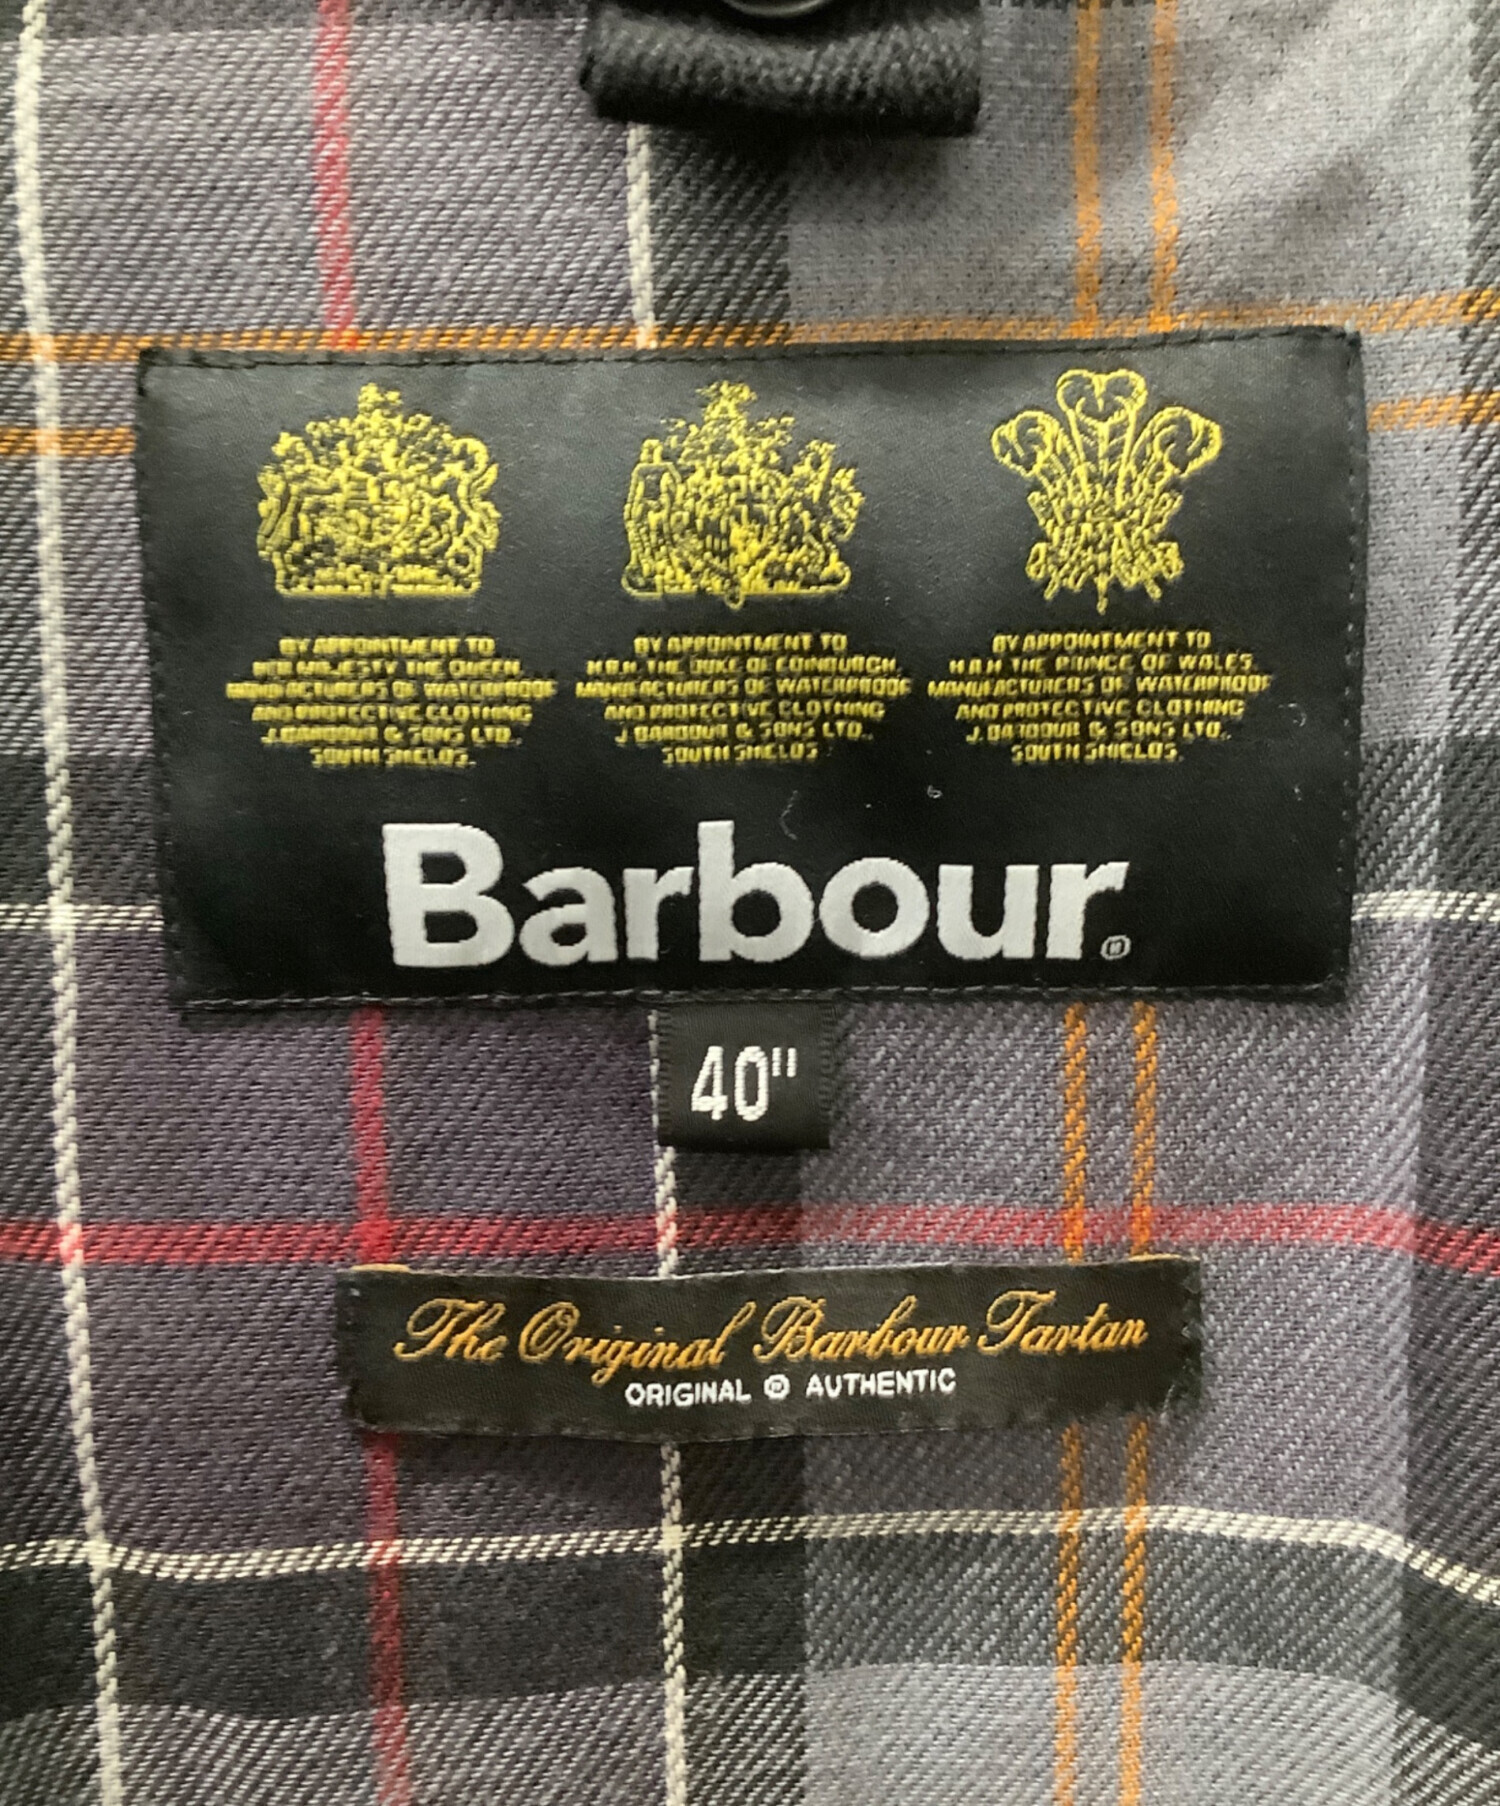 BY APPOINTMENT TO
HER MAJESTY THE QUEEN
MANUFACTURERS OF WATERPROOF
AND PROTECTIVE CLOTHING
J. BARBOUR & SONS LTD.,
SOUTH SHIELDS.
BY APPOINTMENT TO
H.R.H. THE DUKE OF EDINBURGH,
MANUFACTURERS OF WATERPROOF
AND PROTECTIVE CLOTHING
J. BARBOUR & SONS LTD.,
SOUTH SHIELDS.
BY APPOINTMENT TO
H.R.H. THE PRINCE OF WALES
MANUFACTURERS OF WATERPROOF
AND PROTECTIVE CLOTHING
J. BARBOUR & SONS LTD.,
SOUTH SHIELDS.
Barbour®
40"
The Original Barbour Tartan
ORIGINAL ® AUTHENTIC